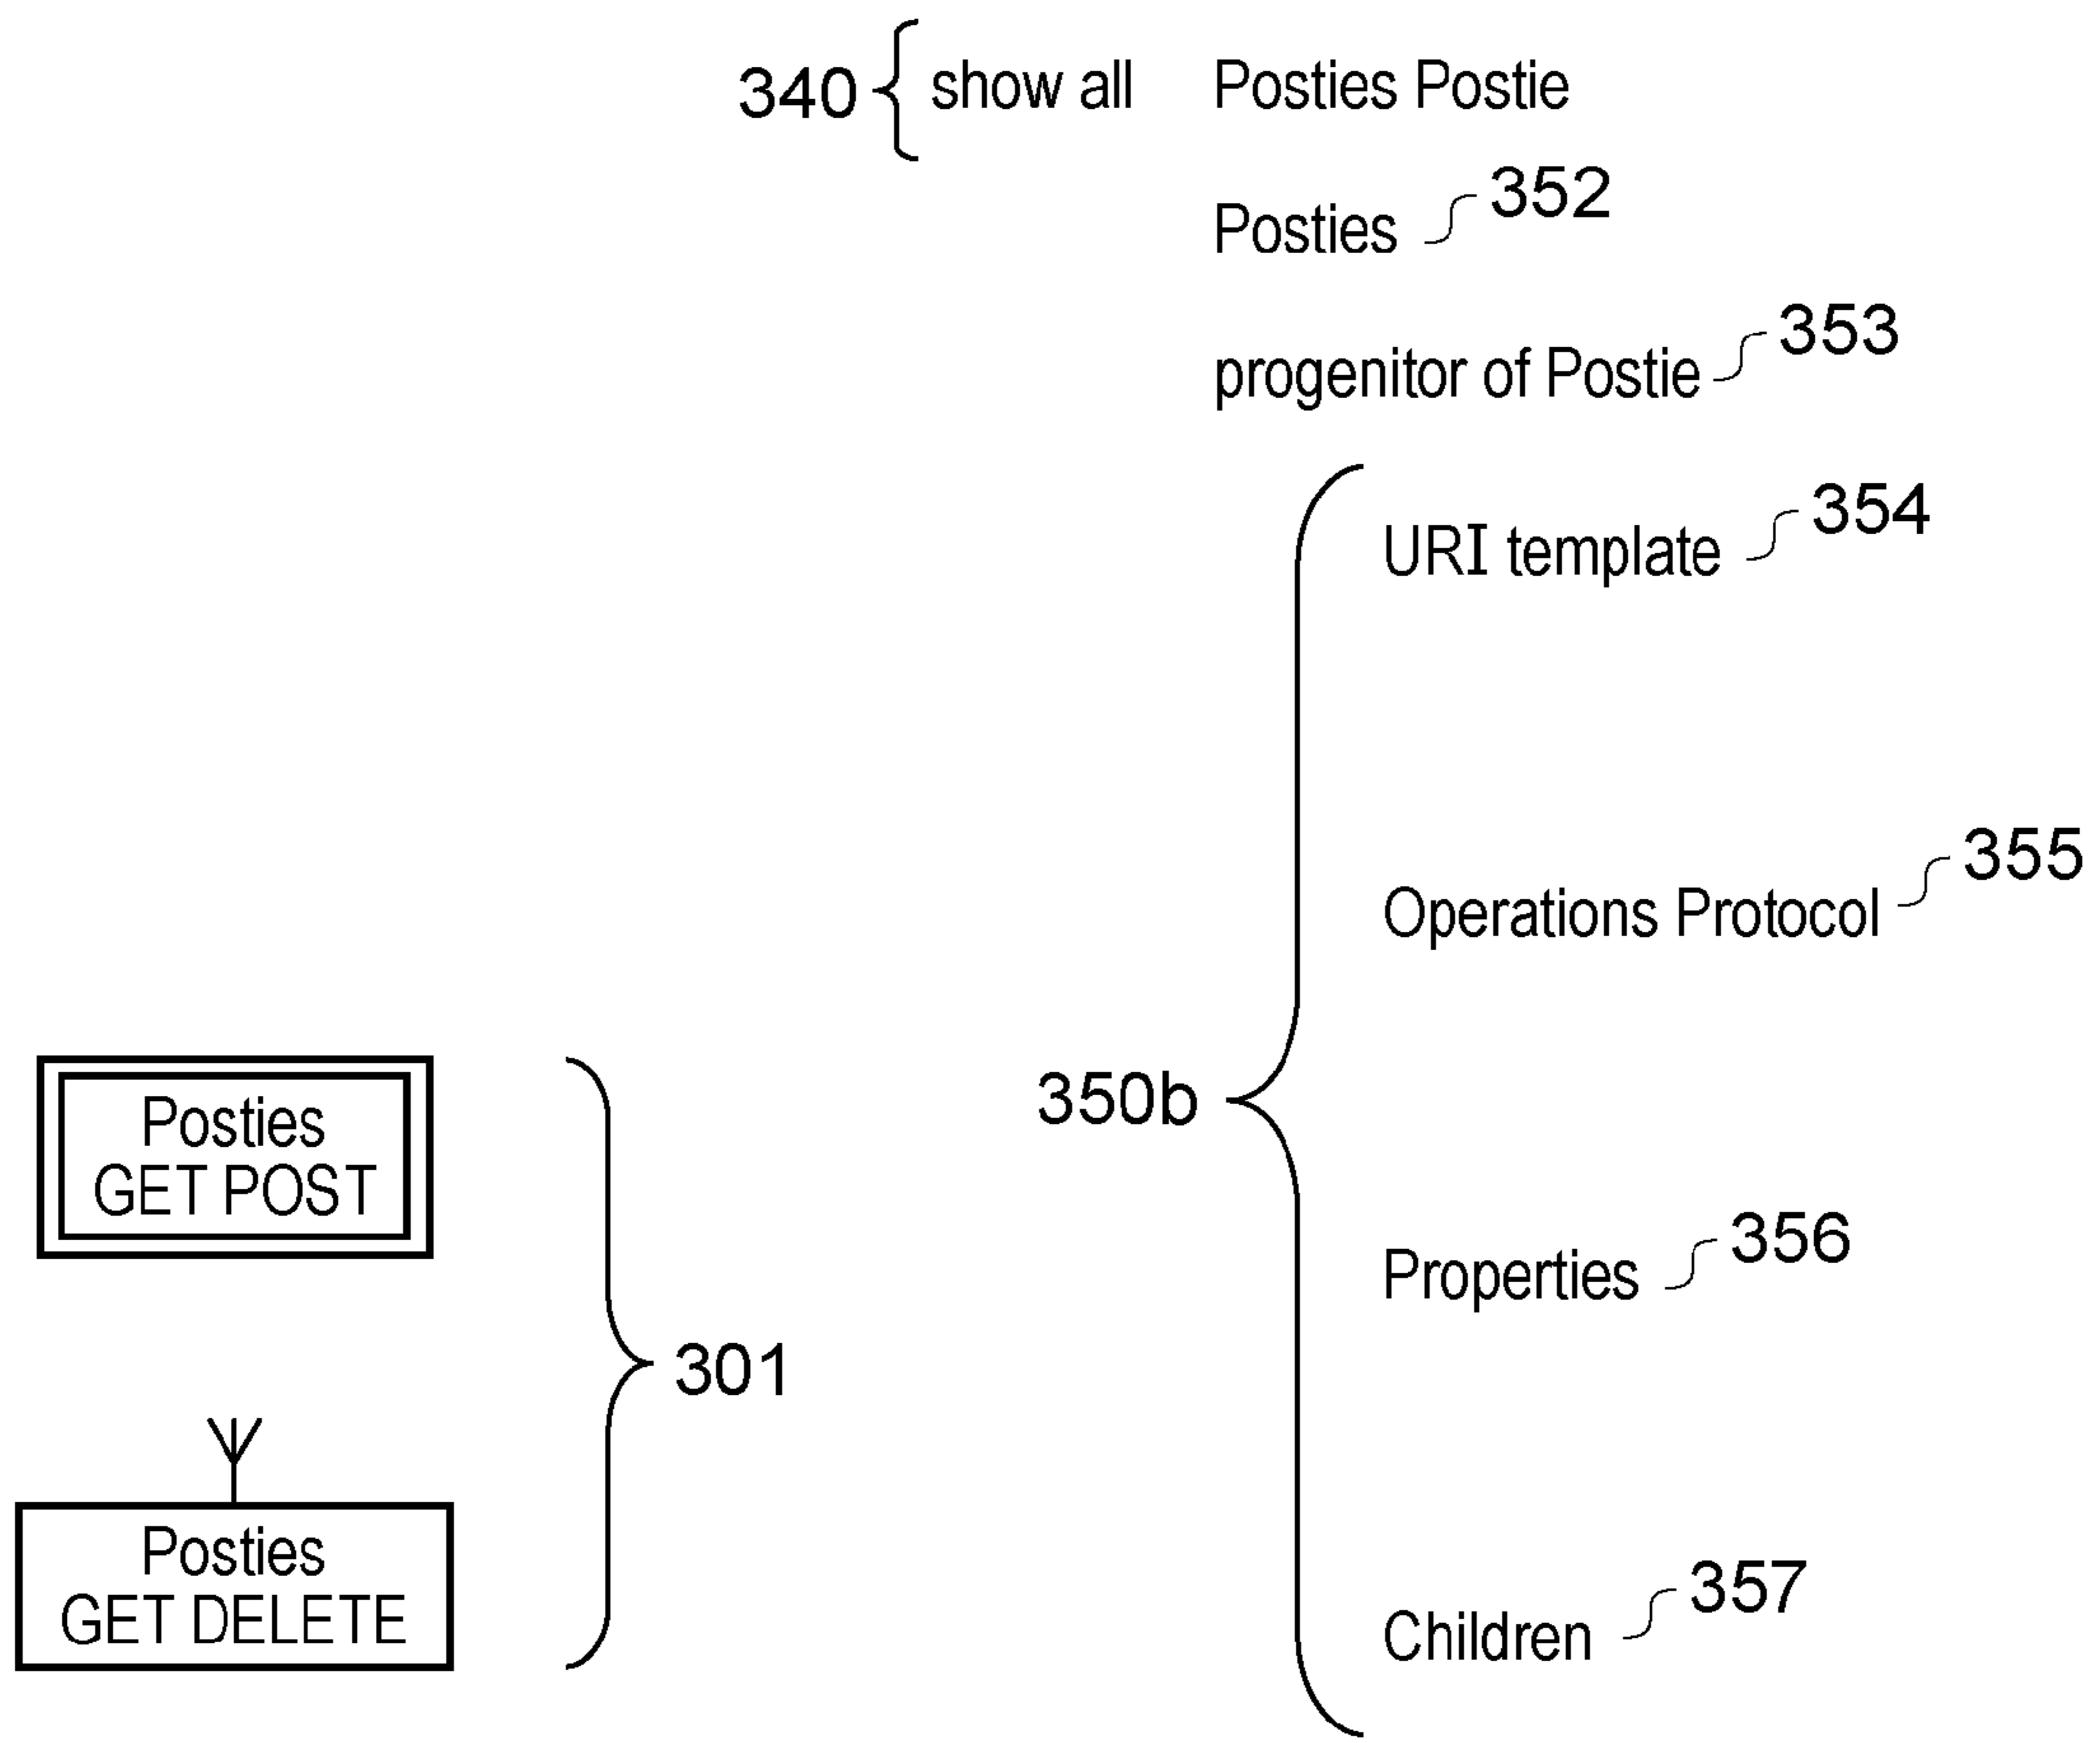 340 show all Posties Postie
Posties 352
progenitor of Postie 353
URI template 354
Operations Protocol 355
Posties
GET POST
350b
Properties 356
301
Posties
GET DELETE
Children 357